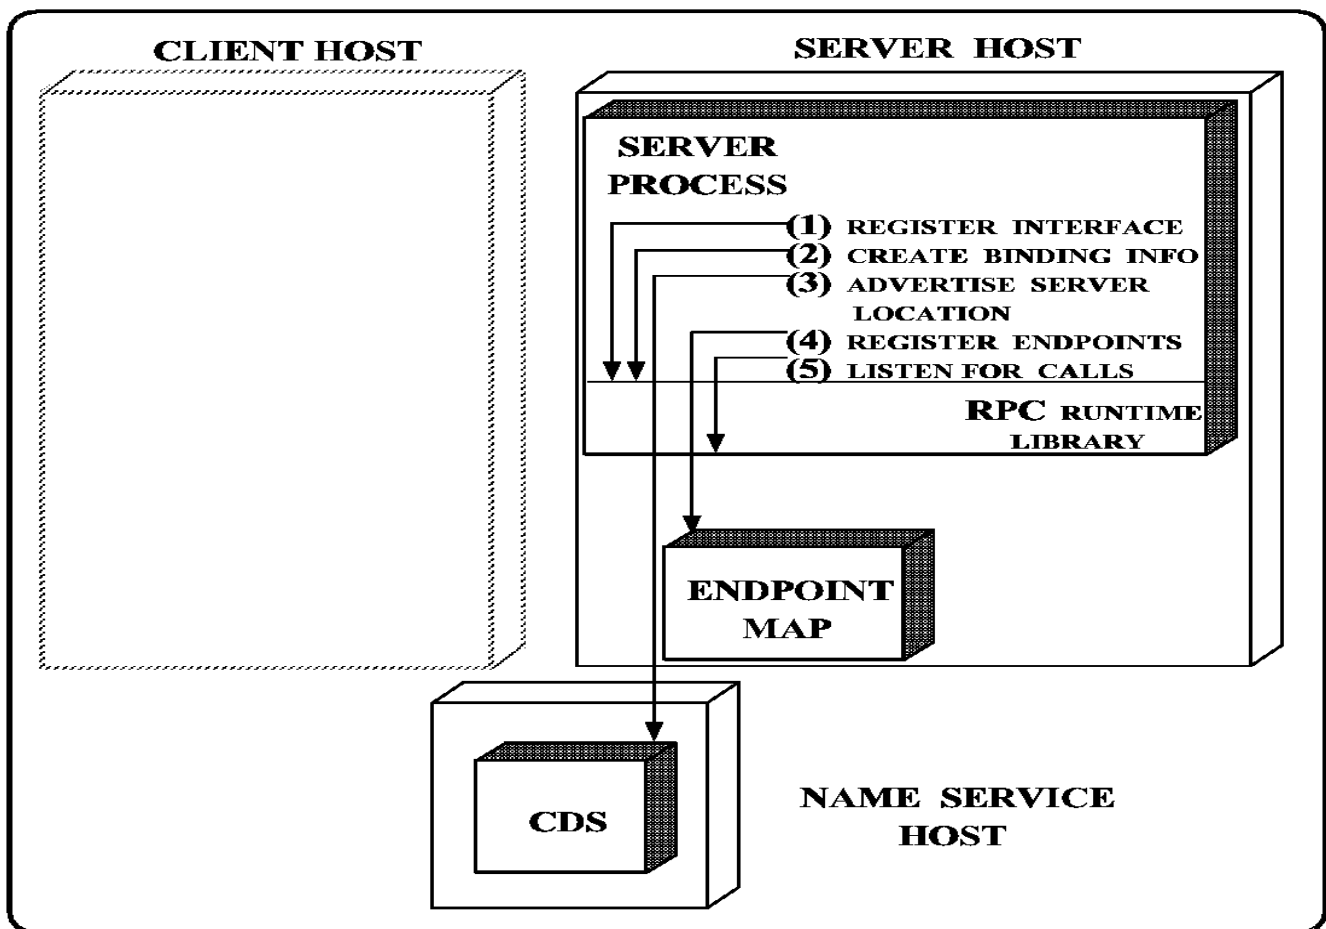 CLIENT HOST
SERVER HOST
SERVER
PROCESS
(1) REGISTER INTERFACE
(2) CREATE BINDING INFO
(3) ADVERTISE SERVER
LOCATION
(4) REGISTER ENDPOINTS
(5) LISTEN FOR CALLS
RPC RUNTIME
LIBRARY
ENDPOINT
MAP
CDS
NAME SERVICE
HOST